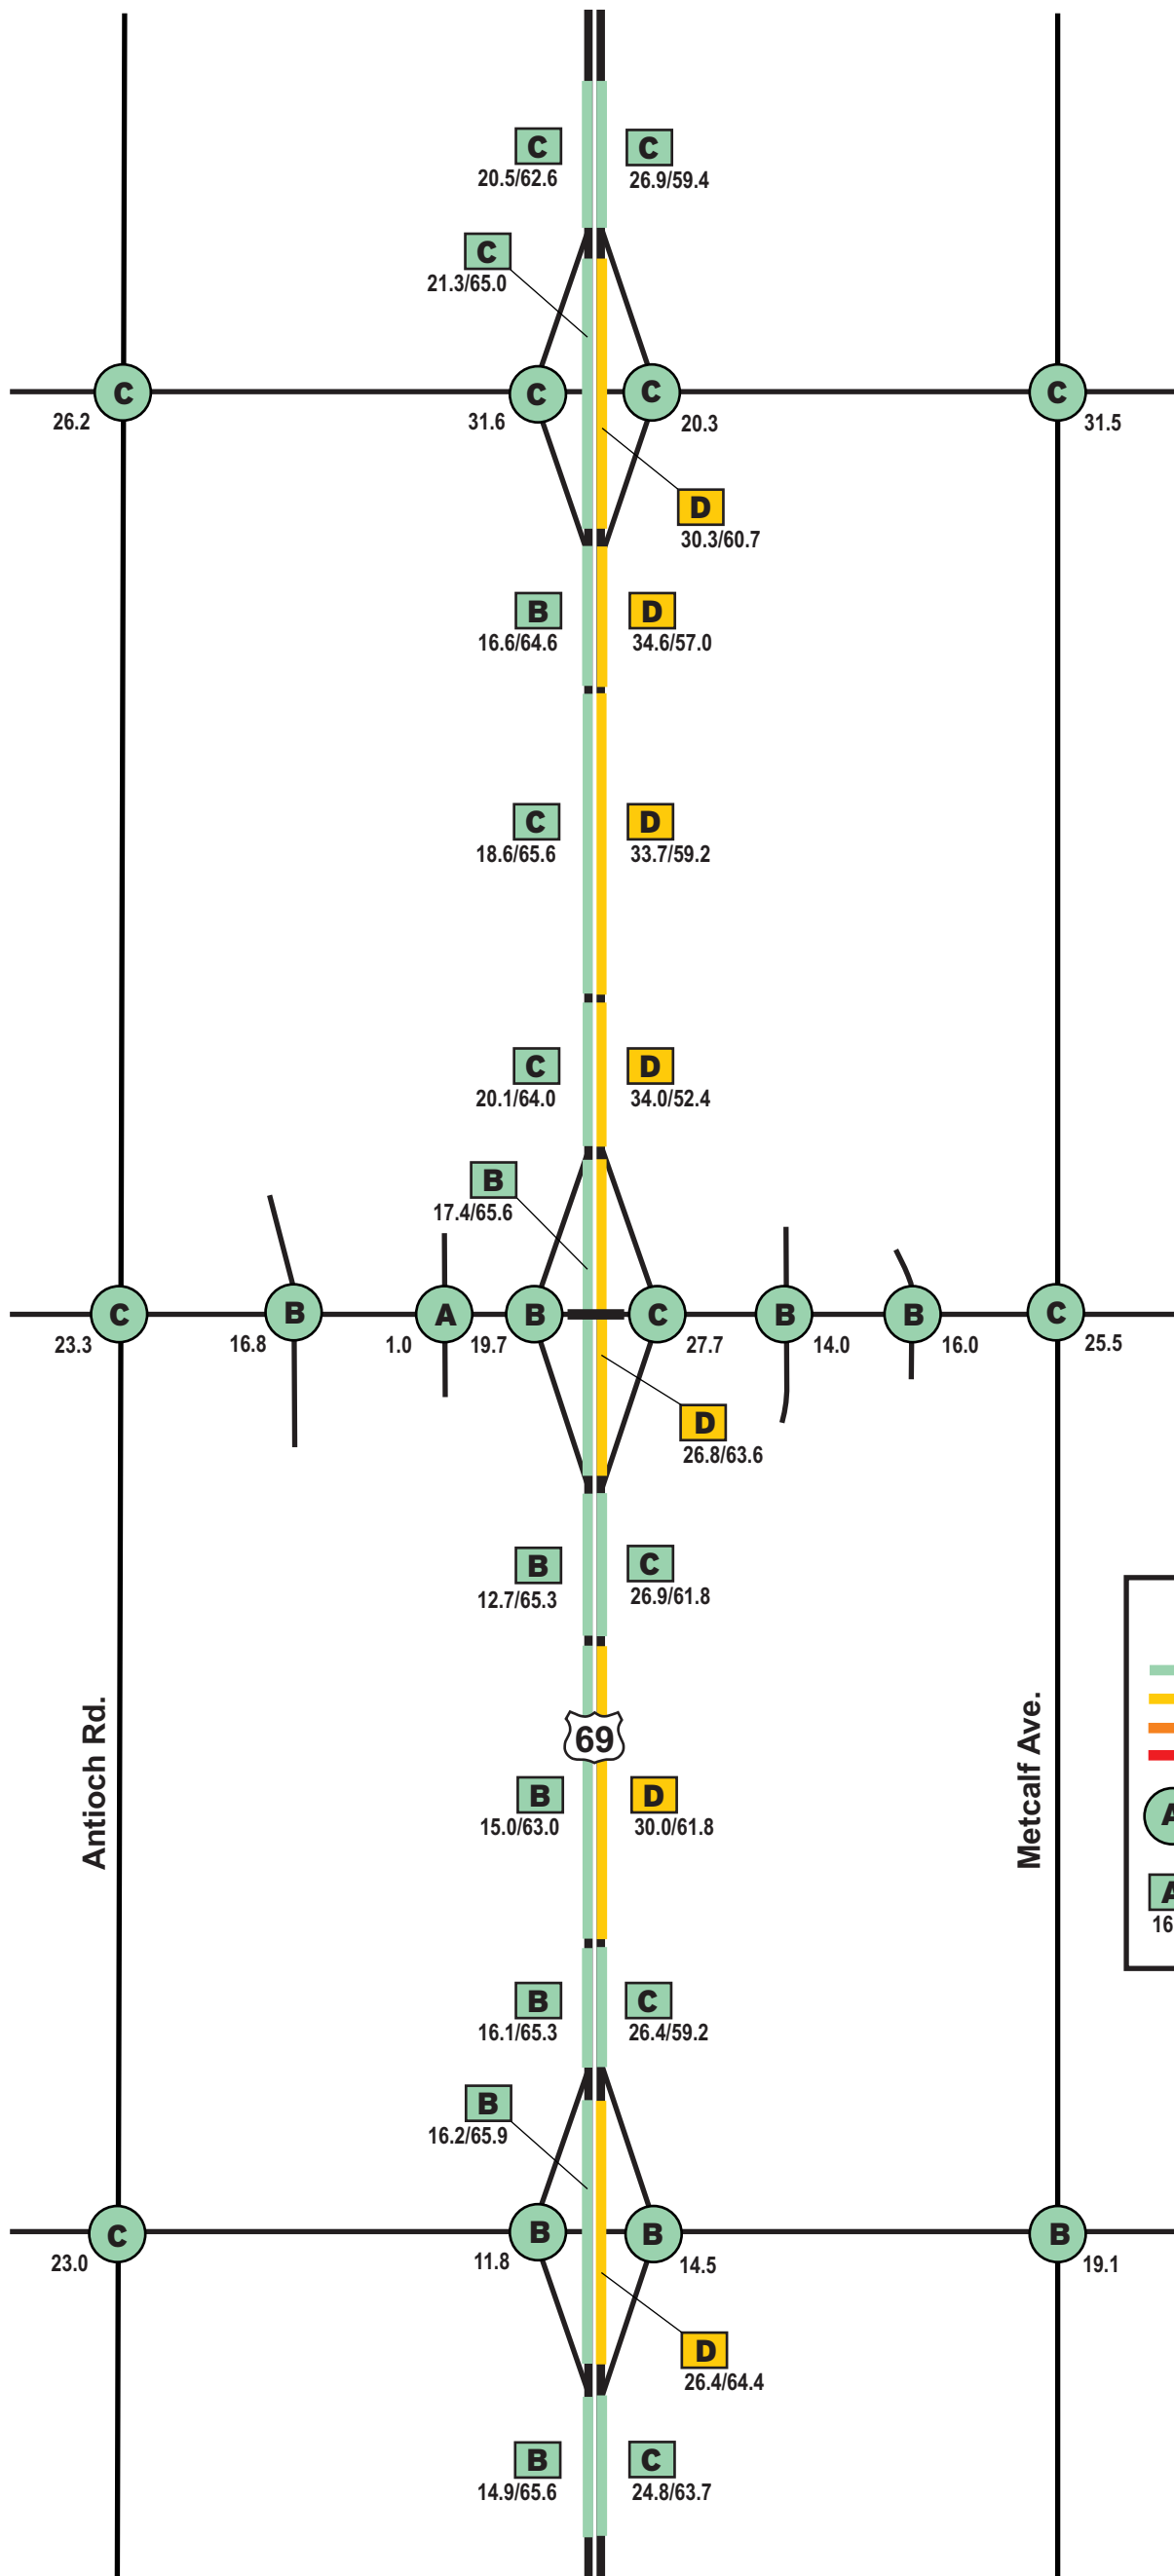 C
20.5/62.6
C
26.9/59.4
C
21.3/65.0
C
26.2
C
31.6
C
20.3
C
31.5
D
30.3/60.7
B
16.6/64.6
D
34.6/57.0
C
18.6/65.6
D
33.7/59.2
C
20.1/64.0
D
34.0/52.4
B
17.4/65.6
C
23.3
B
16.8
A
1.0
B
19.7
C
27.7
B
14.0
B
16.0
C
25.5
D
26.8/63.6
B
12.7/65.3
C
26.9/61.8
Antioch Rd.
69
Metcalf Ave.
B
15.0/63.0
D
30.0/61.8
A
A
16
B
16.1/65.3
C
26.4/59.2
B
16.2/65.9
C
23.0
B
11.8
B
14.5
B
19.1
D
26.4/64.4
B
14.9/65.6
C
24.8/63.7